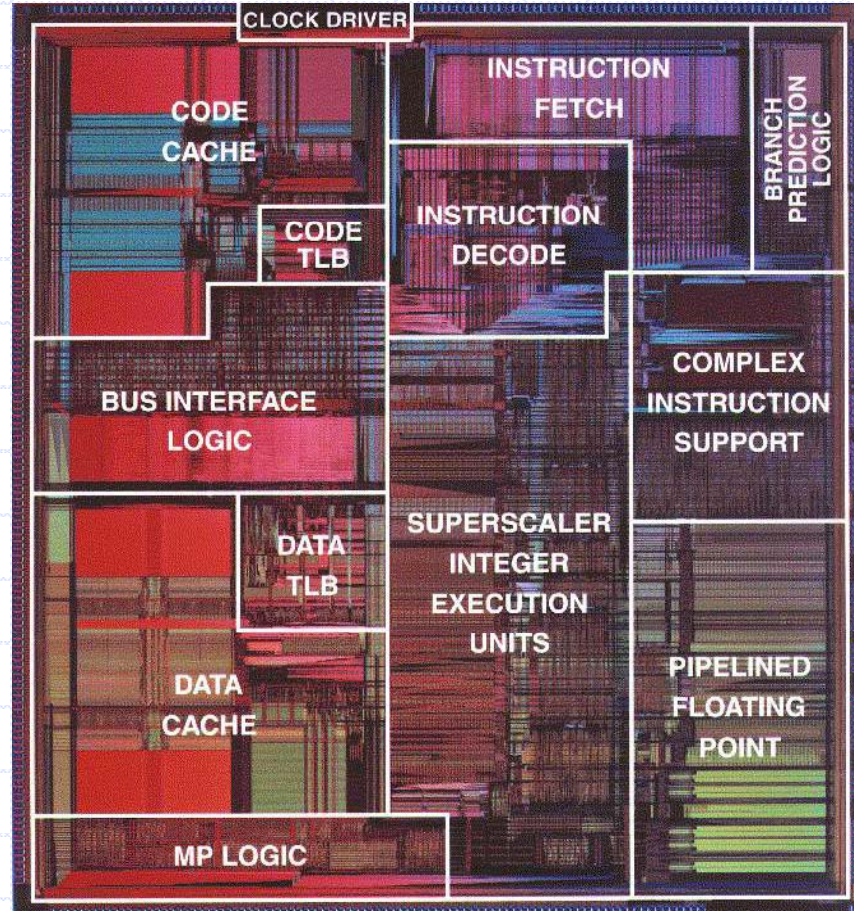 CLOCK DRIVER
CODE
CACHE
INSTRUCTION
FETCH
BRANCH
PREDICTION
LOGIC
CODE
TLB
INSTRUCTION
DECODE
BUS INTERFACE
LOGIC
COMPLEX
INSTRUCTION
SUPPORT
DATA
TLB
SUPERSCALER
INTEGER
EXECUTION
UNITS
DATA
CACHE
PIPELINED
FLOATING
POINT
MP LOGIC